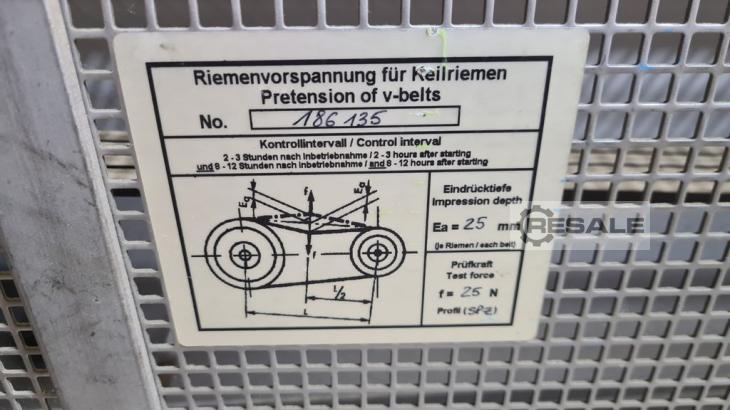 Riemenvorspannung für Keilriemen
Pretension of v-belts
No. 186 135
Kontrollintervall / Control interval
2 - 3 Stunden nach Inbetriebnahme / 2 - 3 hours after starting
und 8 - 12 Stunden nach Inbetriebnahme / and 8 - 12 hours after starting
Ea
f
Ea
f
L/2
L
Eindrücktiefe
Impression depth
Ea = 25 mm
(je Riemen / each belt)
Prüfkraft
Test force
f = 25 N
Profil (SPZ)
RESALE